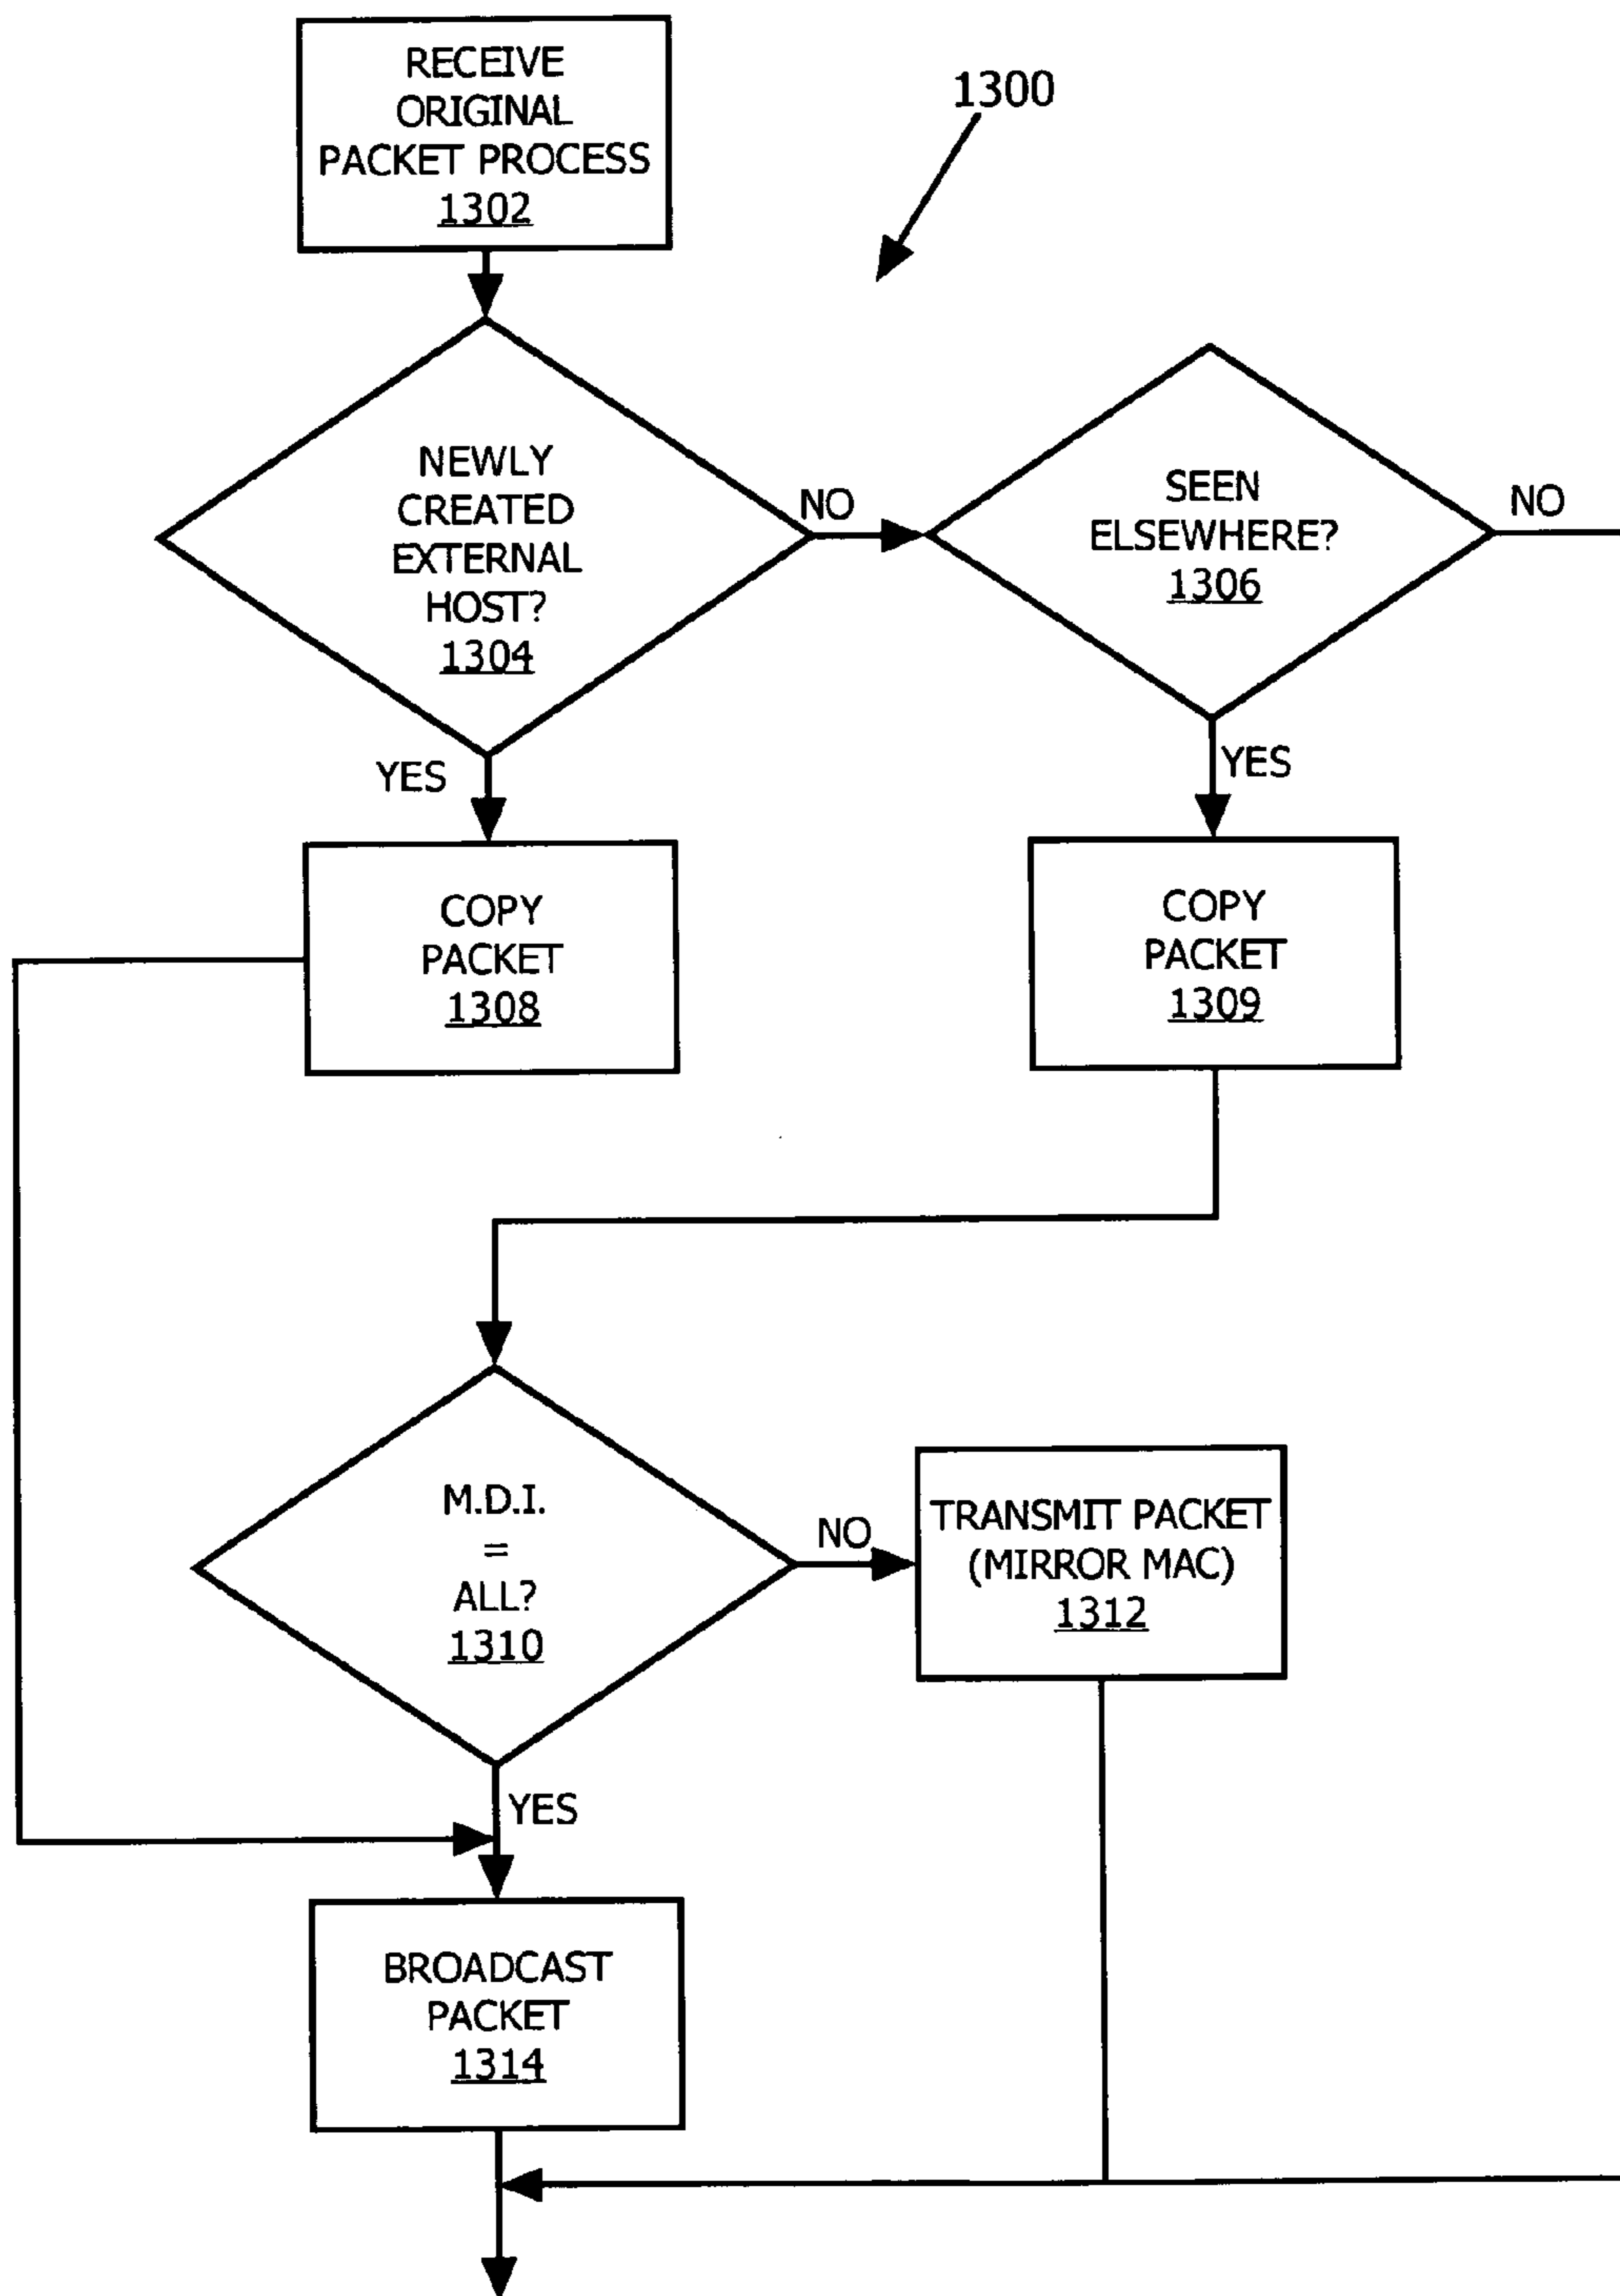 RECEIVE
ORIGINAL
PACKET PROCESS
1302
1300
NEWLY
CREATED
EXTERNAL
HOST?
1304
NO
SEEN
ELSEWHERE?
1306
NO
YES
YES
COPY
PACKET
1308
COPY
PACKET
1309
M.D.I.
=
ALL?
1310
NO
TRANSMIT PACKET
(MIRROR MAC)
1312
YES
BROADCAST
PACKET
1314